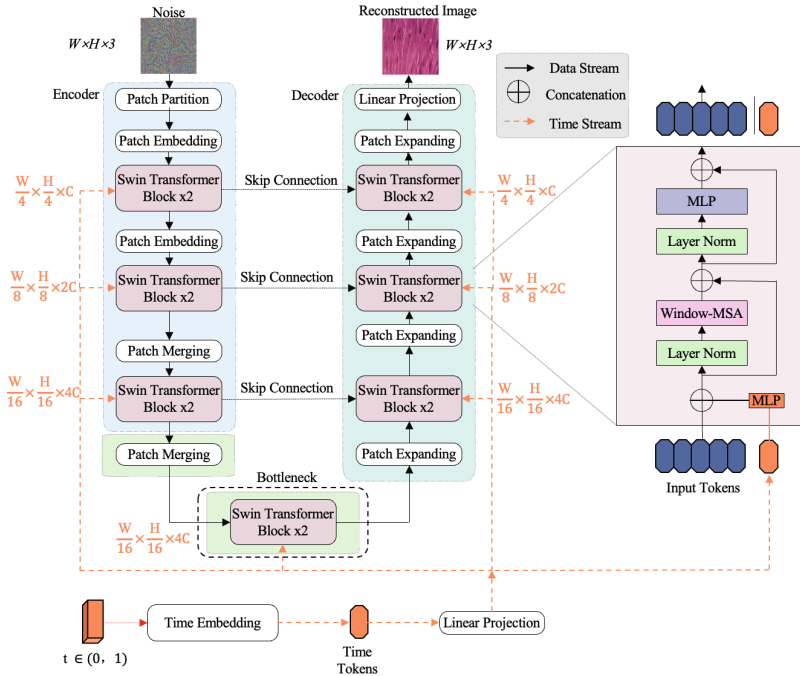 Noise
W×H×3
Reconstructed Image
W×H×3
Encoder
Decoder
Patch Partition
Patch Embedding
Swin Transformer
Block x2
Patch Embedding
Swin Transformer
Block x2
Patch Merging
Swin Transformer
Block x2
Patch Merging
W/4 × H/4 ×C
W/8 × H/8 ×2C
W/16 × H/16 ×4C
Skip Connection
Skip Connection
Skip Connection
Linear Projection
Patch Expanding
Swin Transformer
Block x2
Patch Expanding
Swin Transformer
Block x2
Patch Expanding
Swin Transformer
Block x2
Patch Expanding
W/4 × H/4 ×C
W/8 × H/8 ×2C
W/16 × H/16 ×4C
Bottleneck
Swin Transformer
Block x2
W/16 × H/16 ×4C
Data Stream
Concatenation
Time Stream
MLP
Layer Norm
Window-MSA
Layer Norm
MLP
Input Tokens
t ∈ (0, 1)
Time Embedding
Time
Tokens
Linear Projection